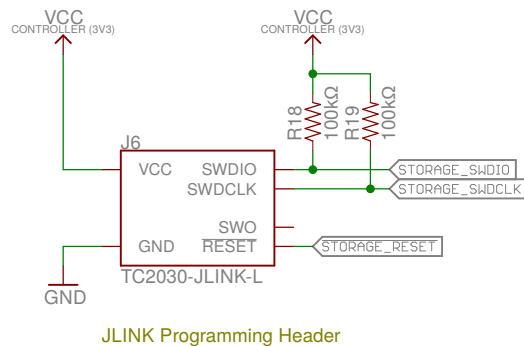 VCC
CONTROLLER (3V3)
VCC
CONTROLLER (3V3)
R18
100kΩ
R19
100kΩ
J6
VCC
SWDIO
STORAGE_SWDIO
SWDCLK
STORAGE_SWDCLK
SWO
GND
RESET
STORAGE_RESET
TC2030-JLINK-L
GND
JLINK Programming Header